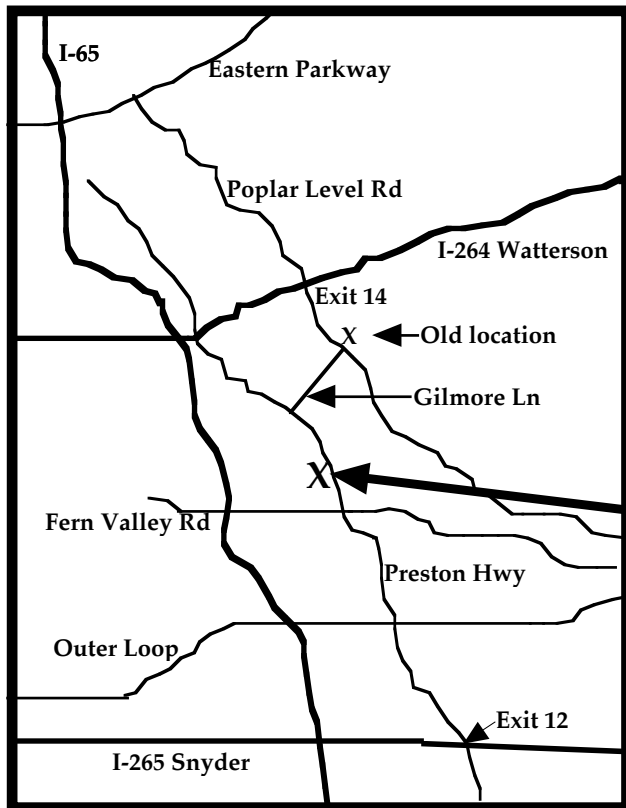 I-65
Eastern Parkway
Poplar Level Rd
I-264 Watterson
Exit 14
X
Old location
Gilmore Ln
X
Fern Valley Rd
Preston Hwy
Outer Loop
Exit 12
I-265 Snyder